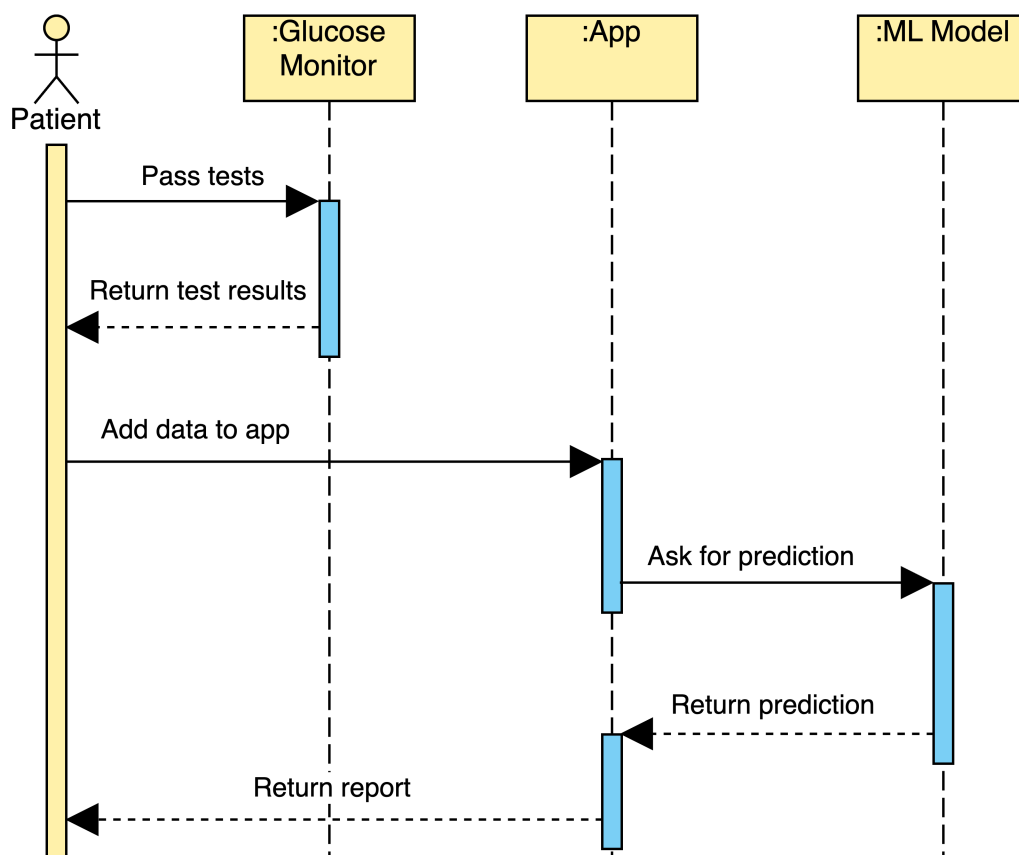 :Glucose
Monitor
:App
:ML Model
Patient
Pass tests
Return test results
Add data to app
Ask for prediction
Return prediction
Return report